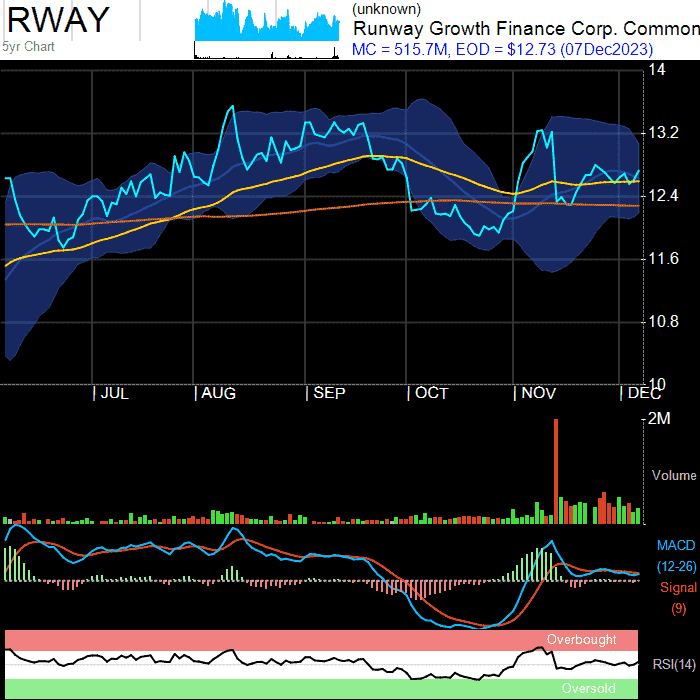 RWAY
5yr Chart
(unknown)
Runway Growth Finance Corp. Common
MC = 515.7M, EOD = $12.73 (07Dec2023)
14
13.2
12.4
11.6
10.8
10
JUL AUG SEP OCT NOV DEC
2M
Volume
MACD
(12-26)
Signal
(9)
Overbought
RSI(14)
Oversold